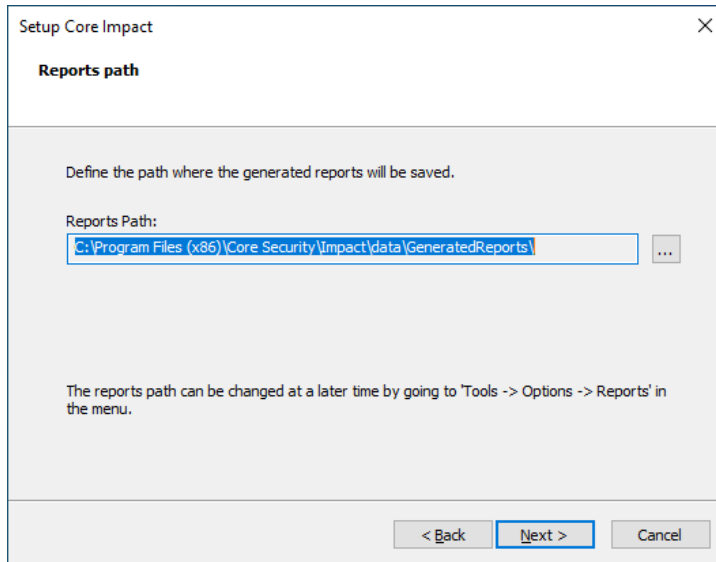 Setup Core Impact
Reports path
Define the path where the generated reports will be saved.
Reports Path:
C:\Program Files (x86)\Core Security\Impact\data\GeneratedReports\
...
The reports path can be changed at a later time by going to 'Tools -> Options -> Reports' in
the menu.
< Back
Next >
Cancel